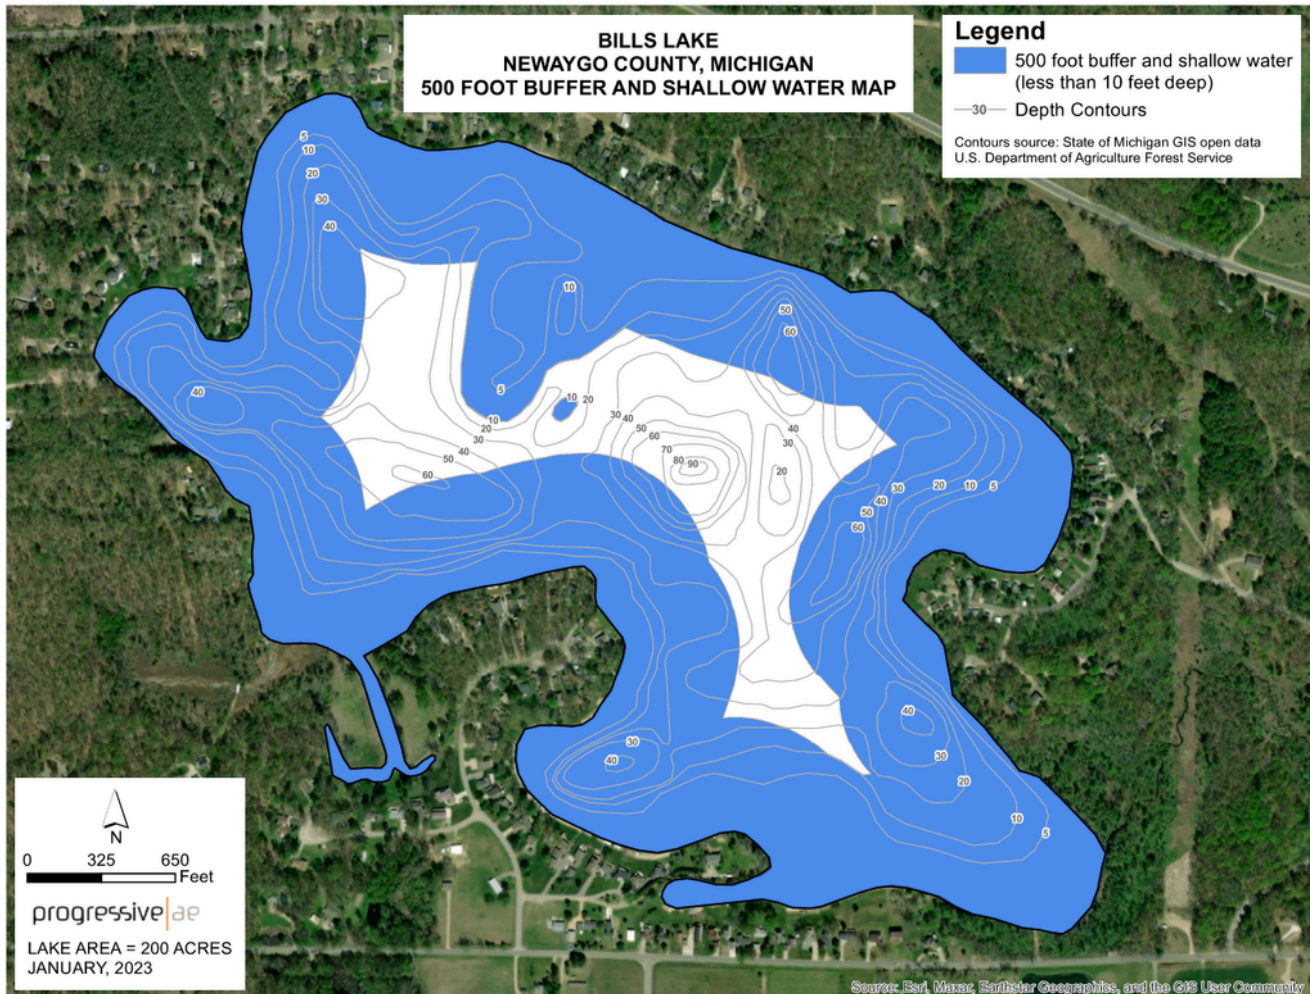 BILLS LAKE
NEWAYGO COUNTY, MICHIGAN
500 FOOT BUFFER AND SHALLOW WATER MAP
Legend
500 foot buffer and shallow water
(less than 10 feet deep)
30 Depth Contours
Contours source: State of Michigan GIS open data
U.S. Department of Agriculture Forest Service
5
10
20
30
40
10
50
60
40
5
10
10
20
20
30
40
50
60
30
40
50
60
70
80
90
40
30
20
30
40
50
60
20
10
5
40
30
20
10
5
30
40
N
0 325 650
Feet
progressive|ae
LAKE AREA = 200 ACRES
JANUARY, 2023
Source: Esri, Maxar, Earthstar Geographics, and the GIS User Community